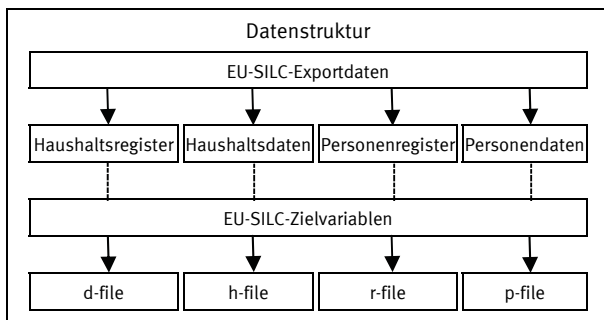 Datenstruktur
EU-SILC-Exportdaten
Haushaltsregister Haushaltsdaten Personenregister Personendaten
EU-SILC-Zielvariablen
d-file h-file r-file p-file